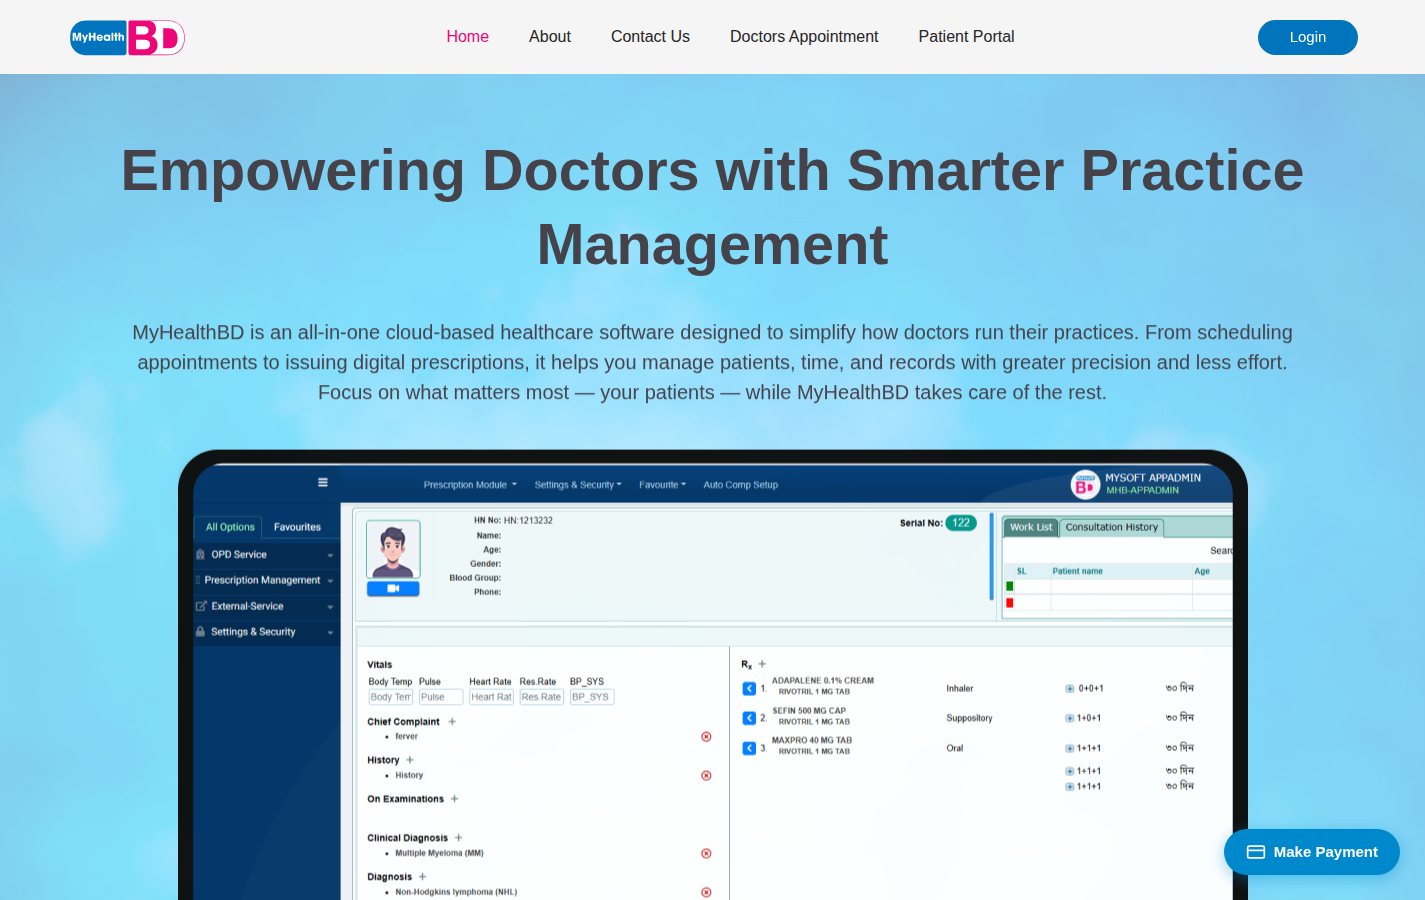 MyHealth BD
Home
About
Contact Us
Doctors Appointment
Patient Portal
Login
Empowering Doctors with Smarter Practice
Management
MyHealthBD is an all-in-one cloud-based healthcare software designed to simplify how doctors run their practices. From scheduling
appointments to issuing digital prescriptions, it helps you manage patients, time, and records with greater precision and less effort.
Focus on what matters most — your patients — while MyHealthBD takes care of the rest.
Prescription Module
Settings & Security
Favourite
Auto Comp Setup
BD
MYSOFT APPADMIN
MHB-APPADMIN
All Options
Favourites
OPD Service
Prescription Management
External-Service
Settings & Security
HN No: HN:1213232
Name:
Age:
Gender:
Blood Group:
Phone:
Serial No: 122
Work List
Consultation History
Searc
SL
Patient name
Age
Vitals
Body Temp Pulse Heart Rate Res.Rate BP_SYS
Body Tem Pulse Heart Rat Res.Rate BP_SYS
Chief Complaint +
• ferver
History +
• History
On Examinations +
Clinical Diagnosis +
• Multiple Myeloma (MM)
Diagnosis +
• Non-Hodgkins lymphoma (NHL)
Rx +
1. ADAPALENE 0.1% CREAM
RIVOTRIL 1 MG TAB
Inhaler
0+0+1
৩০ দিন
2. SEFIN 500 MG CAP
RIVOTRIL 1 MG TAB
Suppository
1+0+1
৩০ দিন
3. MAXPRO 40 MG TAB
RIVOTRIL 1 MG TAB
Oral
1+1+1
৩০ দিন
1+1+1
৩০ দিন
1+1+1
৩০ দিন
Make Payment